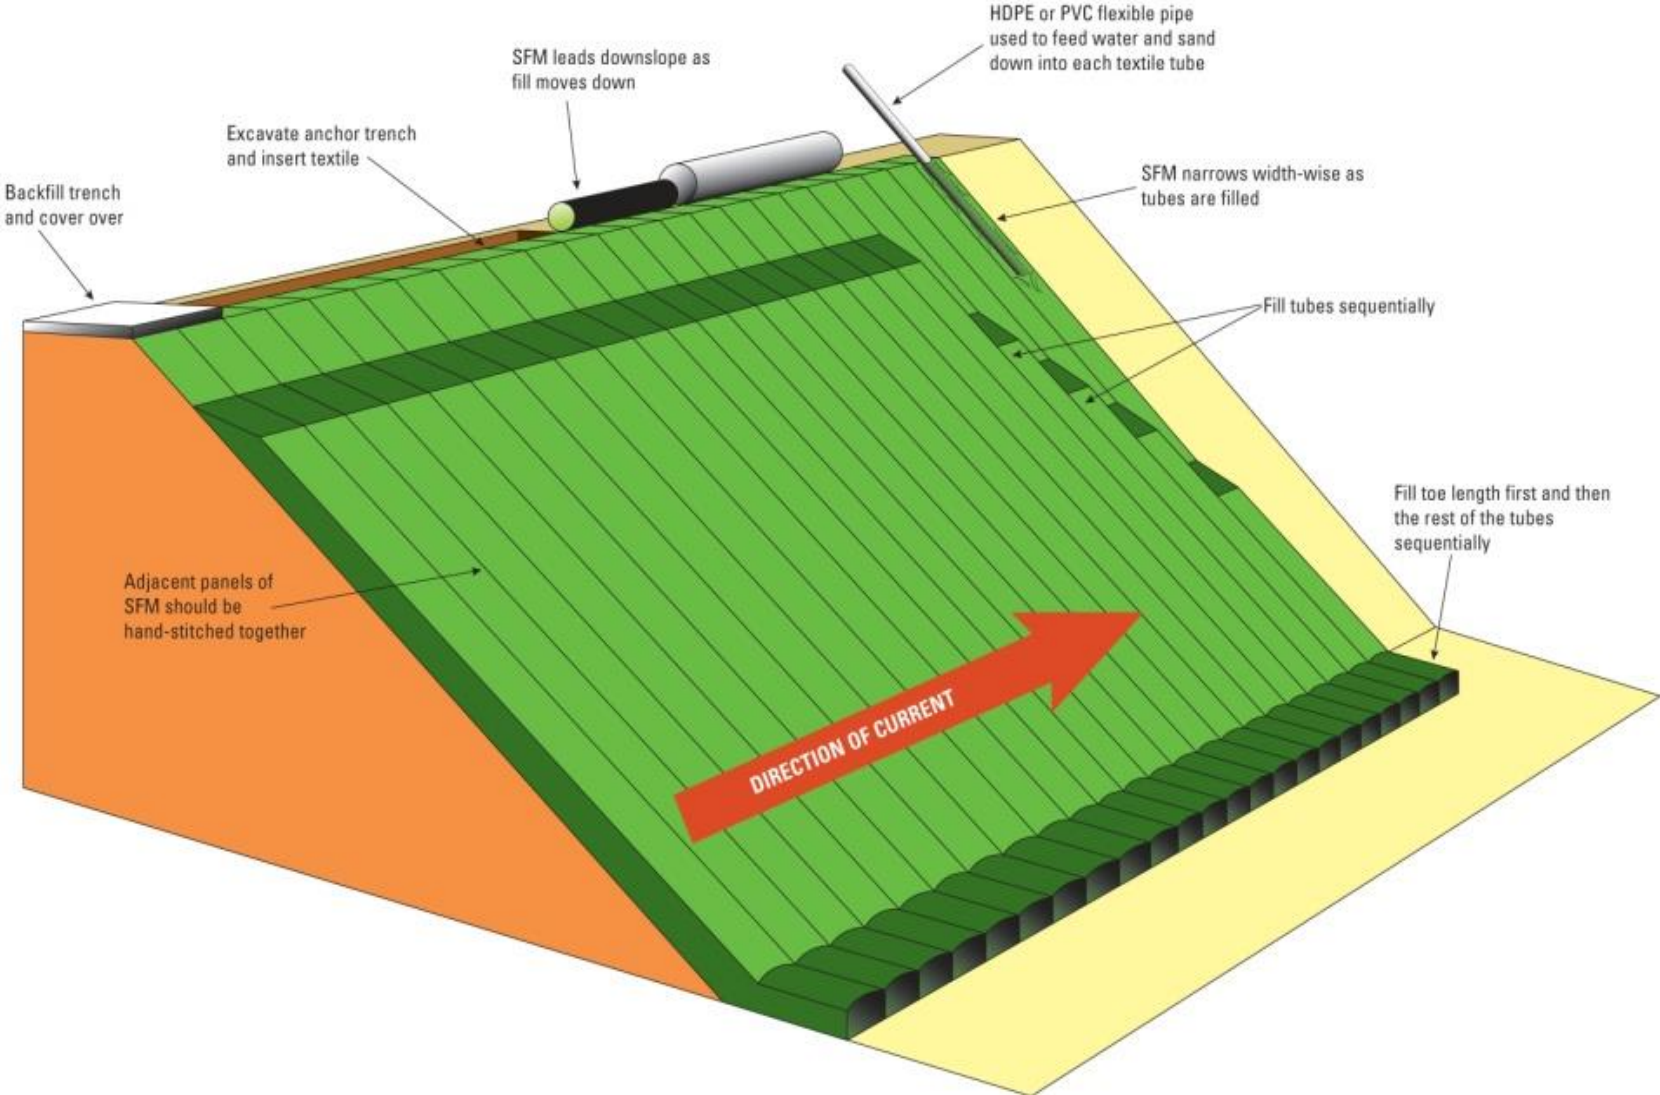 HDPE or PVC flexible pipe
used to feed water and sand
down into each textile tube
SFM leads downslope as
fill moves down
Excavate anchor trench
and insert textile
Backfill trench
and cover over
SFM narrows width-wise as
tubes are filled
Fill tubes sequentially
Fill toe length first and then
the rest of the tubes
sequentially
Adjacent panels of
SFM should be
hand-stitched together
DIRECTION OF CURRENT